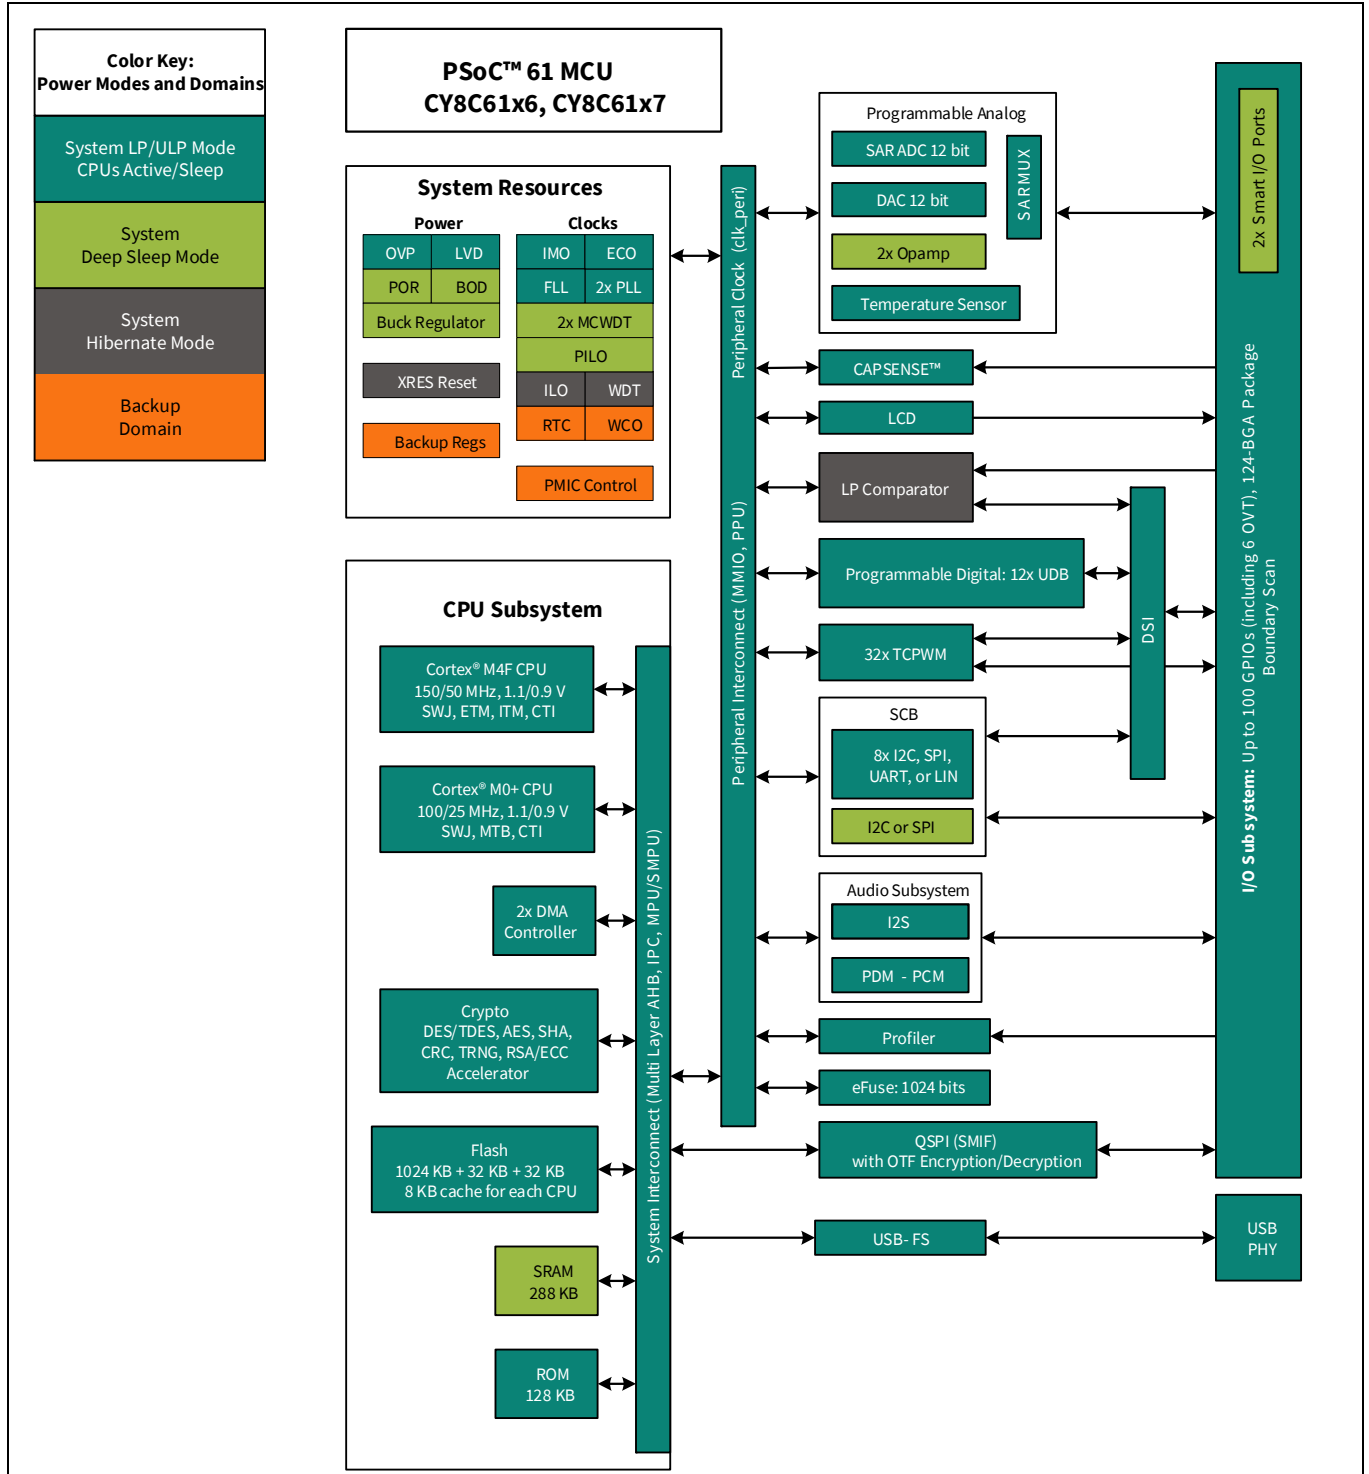 Color Key:
Power Modes and Domains
System LP/ULP Mode
CPUs Active/Sleep
System
Deep Sleep Mode
System
Hibernate Mode
Backup
Domain
PSoC™ 61 MCU
CY8C61x6, CY8C61x7
System Resources
Power
OVP
LVD
POR
BOD
Buck Regulator
XRES Reset
Backup Regs
Clocks
IMO
ECO
FLL
2x PLL
2x MCWDT
PILO
ILO
WDT
RTC
WCO
PMIC Control
CPU Subsystem
Cortex® M4F CPU
150/50 MHz, 1.1/0.9 V
SWJ, ETM, ITM, CTI
Cortex® M0+ CPU
100/25 MHz, 1.1/0.9 V
SWJ, MTB, CTI
2x DMA
Controller
Crypto
DES/TDES, AES, SHA,
CRC, TRNG, RSA/ECC
Accelerator
Flash
1024 KB + 32 KB + 32 KB
8 KB cache for each CPU
SRAM
288 KB
ROM
128 KB
System Interconnect (Multi Layer AHB, IPC, MPU/SMPU)
Peripheral Clock (clk_peri)
Peripheral Interconnect (MMIO, PPU)
Programmable Analog
SAR ADC 12 bit
DAC 12 bit
2x Opamp
Temperature Sensor
SARMUX
CAPSENSE™
LCD
LP Comparator
Programmable Digital: 12x UDB
32x TCPWM
SCB
8x I2C, SPI,
UART, or LIN
I2C or SPI
Audio Subsystem
I2S
PDM - PCM
Profiler
eFuse: 1024 bits
QSPI (SMIF)
with OTF Encryption/Decryption
USB- FS
DSI
2x Smart I/O Ports
I/O Subsystem: Up to 100 GPIOs (including 6 OVT), 124-BGA Package
Boundary Scan
USB
PHY